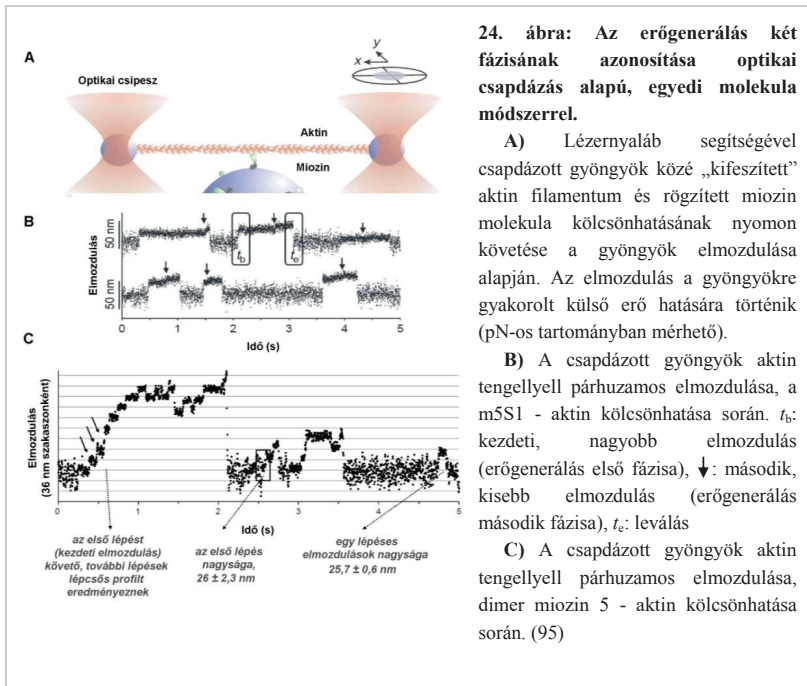 A
y
x
Optikai csipesz
Aktin
Miozin
B
Elmozdulás
50 nm
50 nm
t_b
t_e
0 1 2 3 4 5
Idő (s)
C
Elmozdulás
(36 nm szakaszonként)
0 1 2 3 4 5
Idő (s)
az első lépést
(kezdeti elmozdulás)
követő, további lépések
lépcsős profilt
eredményeznek
az első lépés
nagysága,
26 ± 2,3 nm
egy lépéses
elmozdulások nagysága
25,7 ± 0,6 nm
24. ábra: Az erőgenerálás két
fázisának azonosítása optikai
csapdázás alapú, egyedi molekula
módszerrel.
A) Lézernyaláb segítségével
csapdázott gyöngyök közé „kifeszített”
aktin filamentum és rögzített miozin
molekula kölcsönhatásának nyomon
követése a gyöngyök elmozdulása
alapján. Az elmozdulás a gyöngyökre
gyakorolt külső erő hatására történik
(pN-os tartományban mérhető).
B) A csapdázott gyöngyök aktin
tengellyell párhuzamos elmozdulása, a
m5S1 - aktin kölcsönhatása során. t_b:
kezdeti, nagyobb elmozdulás
(erőgenerálás első fázisa), ↓: második,
kisebb elmozdulás (erőgenerálás
második fázisa), t_e: leválás
C) A csapdázott gyöngyök aktin
tengellyell párhuzamos elmozdulása,
dimer miozin 5 - aktin kölcsönhatása
során. (95)